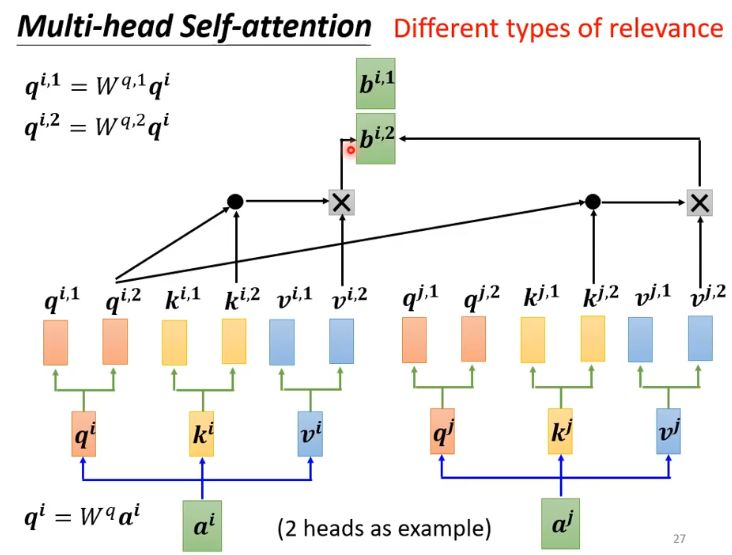 Multi-head Self-attention Different types of relevance
q^{i,1} = W^{q,1}q^i
q^{i,2} = W^{q,2}q^i
b^{i,1}
b^{i,2}
q^{i,1} q^{i,2} k^{i,1} k^{i,2} v^{i,1} v^{i,2} q^{j,1} q^{j,2} k^{j,1} k^{j,2} v^{j,1} v^{j,2}
q^i k^i v^i q^j k^j v^j
q^i = W^q a^i
a^i (2 heads as example) a^j
27